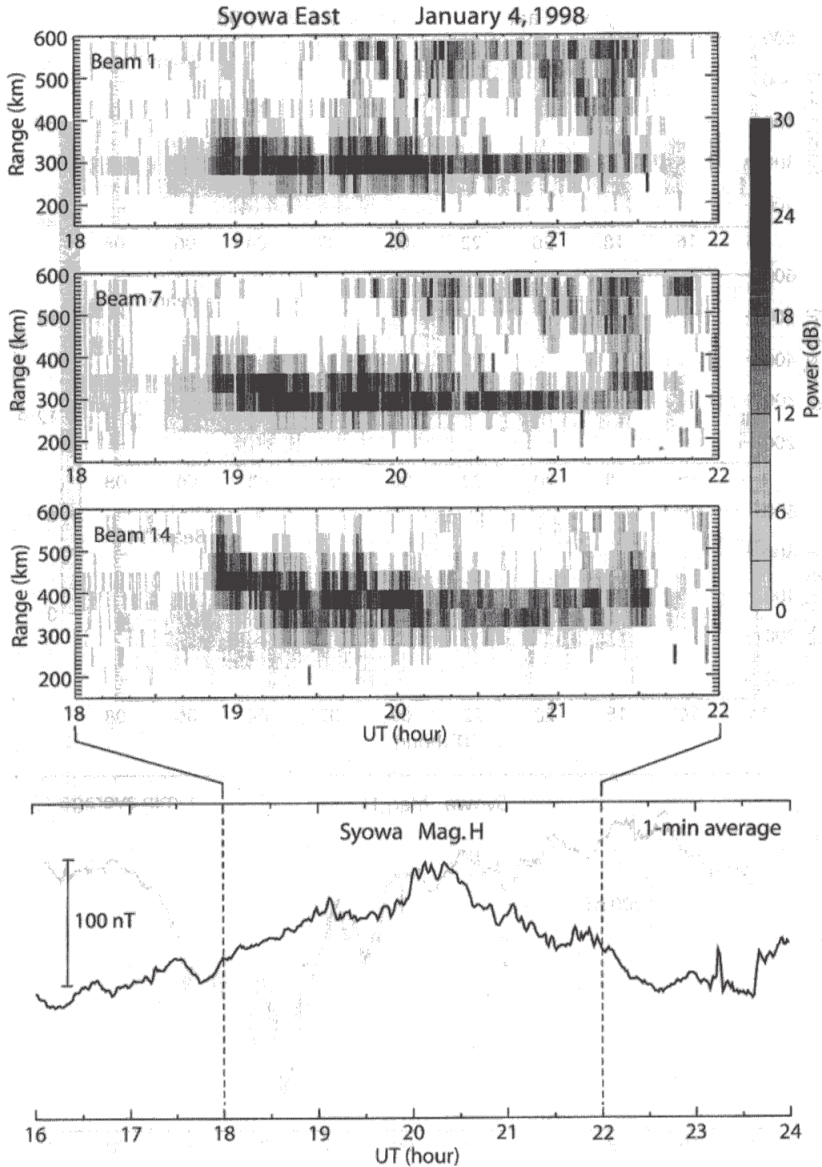 Syowa East January 4, 1998
Beam 1
600
500
400
300
200
Range (km)
18 19 20 21 22
Beam 7
600
500
400
300
200
Range (km)
18 19 20 21 22
Beam 14
600
500
400
300
200
Range (km)
18 19 20 21 22
UT (hour)
30
24
18
12
6
0
Power (dB)
Syowa Mag. H 1-min average
100 nT
16 17 18 19 20 21 22 23 24
UT (hour)